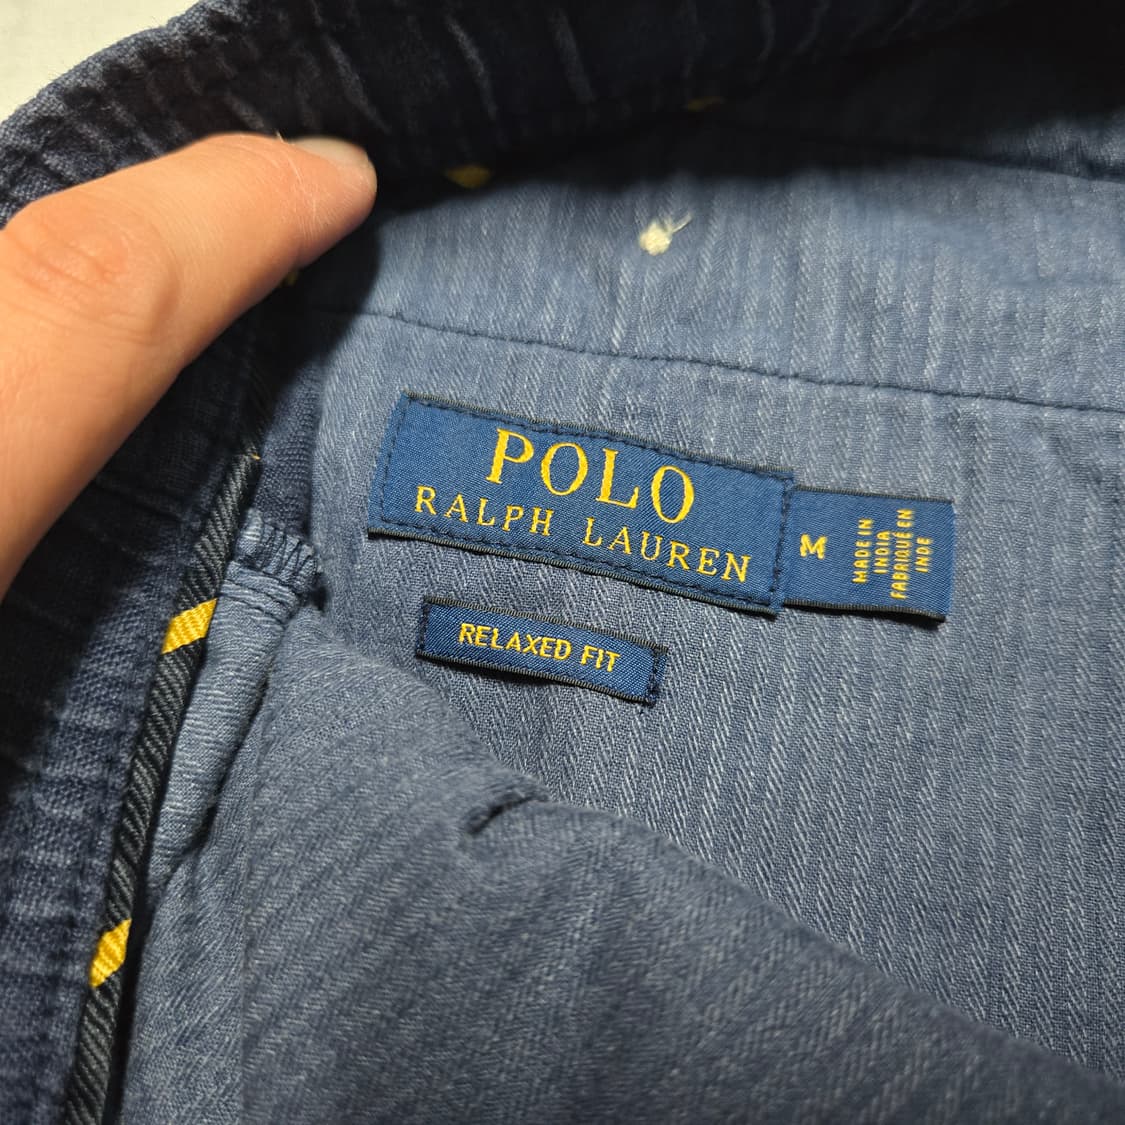 POLO
RALPH LAUREN
M
MADE IN
INDIA
FABRIQUÉ EN
INDE
RELAXED FIT